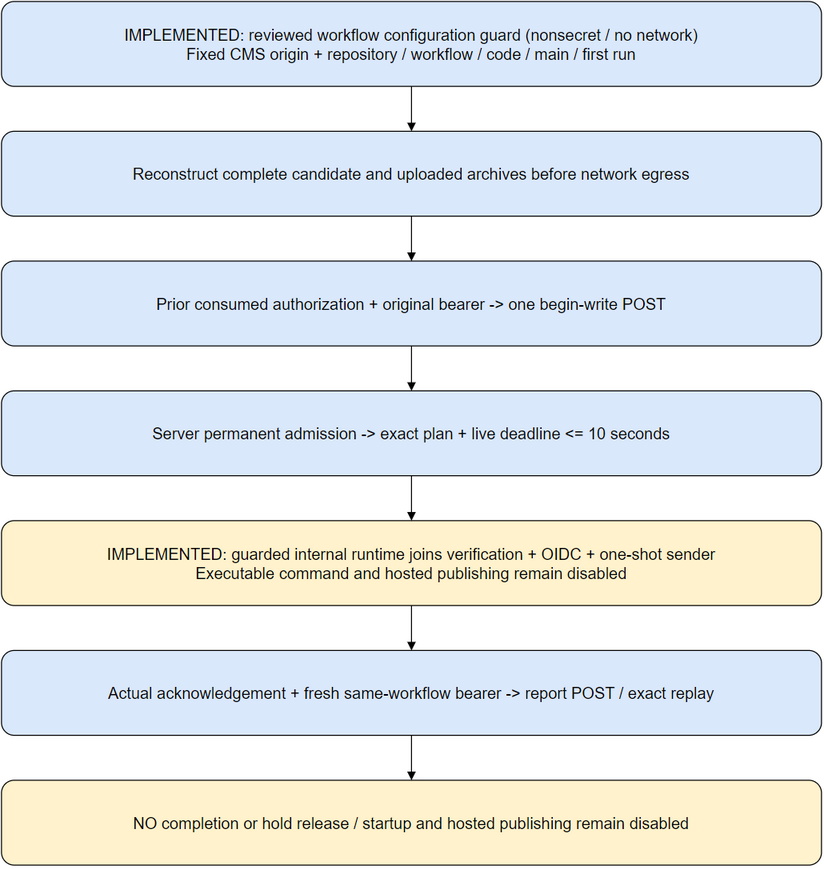 IMPLEMENTED: reviewed workflow configuration guard (nonsecret / no network)
Fixed CMS origin + repository / workflow / code / main / first run
Reconstruct complete candidate and uploaded archives before network egress
Prior consumed authorization + original bearer -> one begin-write POST
Server permanent admission -> exact plan + live deadline <= 10 seconds
IMPLEMENTED: guarded internal runtime joins verification + OIDC + one-shot sender
Executable command and hosted publishing remain disabled
Actual acknowledgement + fresh same-workflow bearer -> report POST / exact replay
NO completion or hold release / startup and hosted publishing remain disabled